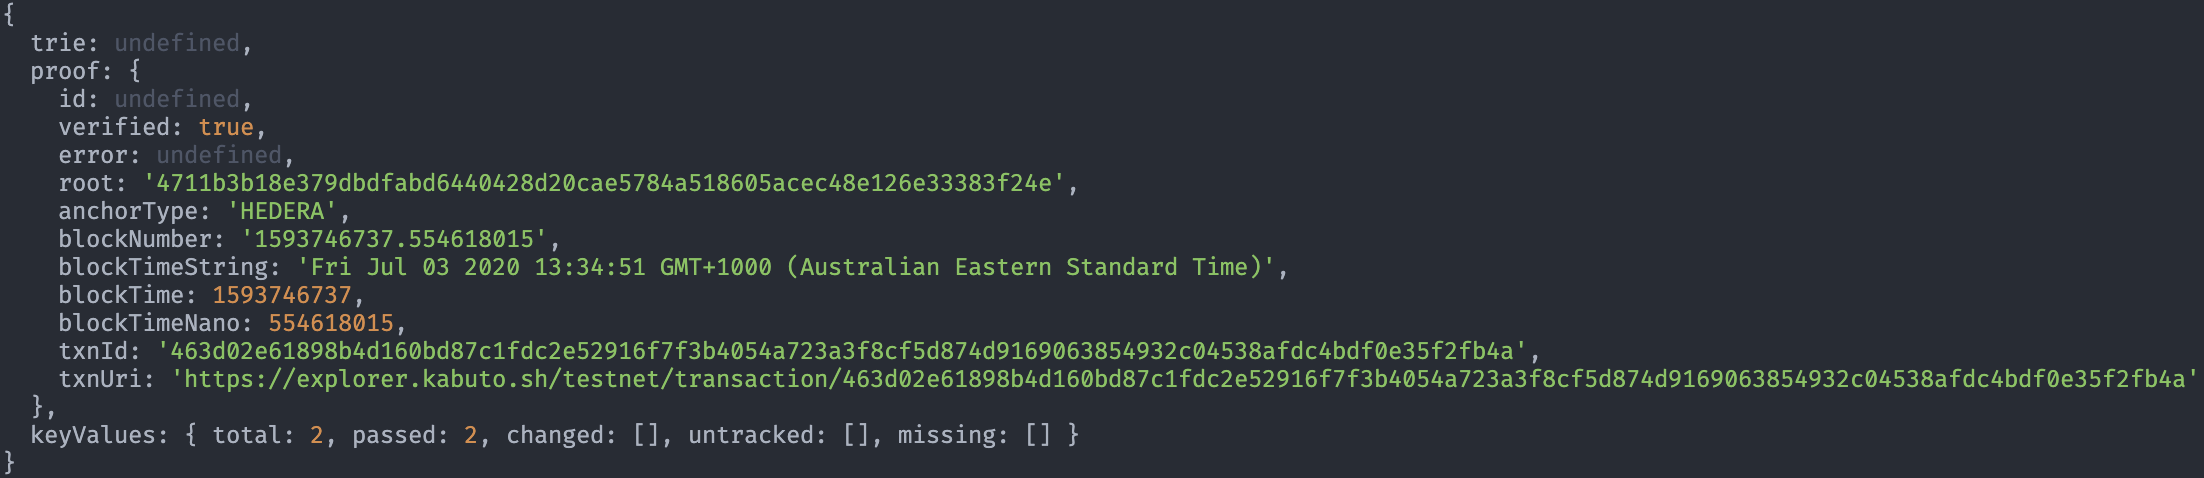 {
  trie: undefined,
  proof: {
    id: undefined,
    verified: true,
    error: undefined,
    root: '4711b3b18e379dbdfabd6440428d20cae5784a518605acec48e126e33383f24e',
    anchorType: 'HEDERA',
    blockNumber: '1593746737.554618015',
    blockTimeString: 'Fri Jul 03 2020 13:34:51 GMT+1000 (Australian Eastern Standard Time)',
    blockTime: 1593746737,
    blockTimeNano: 554618015,
    txnId: '463d02e61898b4d160bd87c1fdc2e52916f7f3b4054a723a3f8cf5d874d9169063854932c04538afdc4bdf0e35f2fb4a',
    txnUri: 'https://explorer.kabuto.sh/testnet/transaction/463d02e61898b4d160bd87c1fdc2e52916f7f3b4054a723a3f8cf5d874d9169063854932c04538afdc4bdf0e35f2fb4a'
  },
  keyValues: { total: 2, passed: 2, changed: [], untracked: [], missing: [] }
}